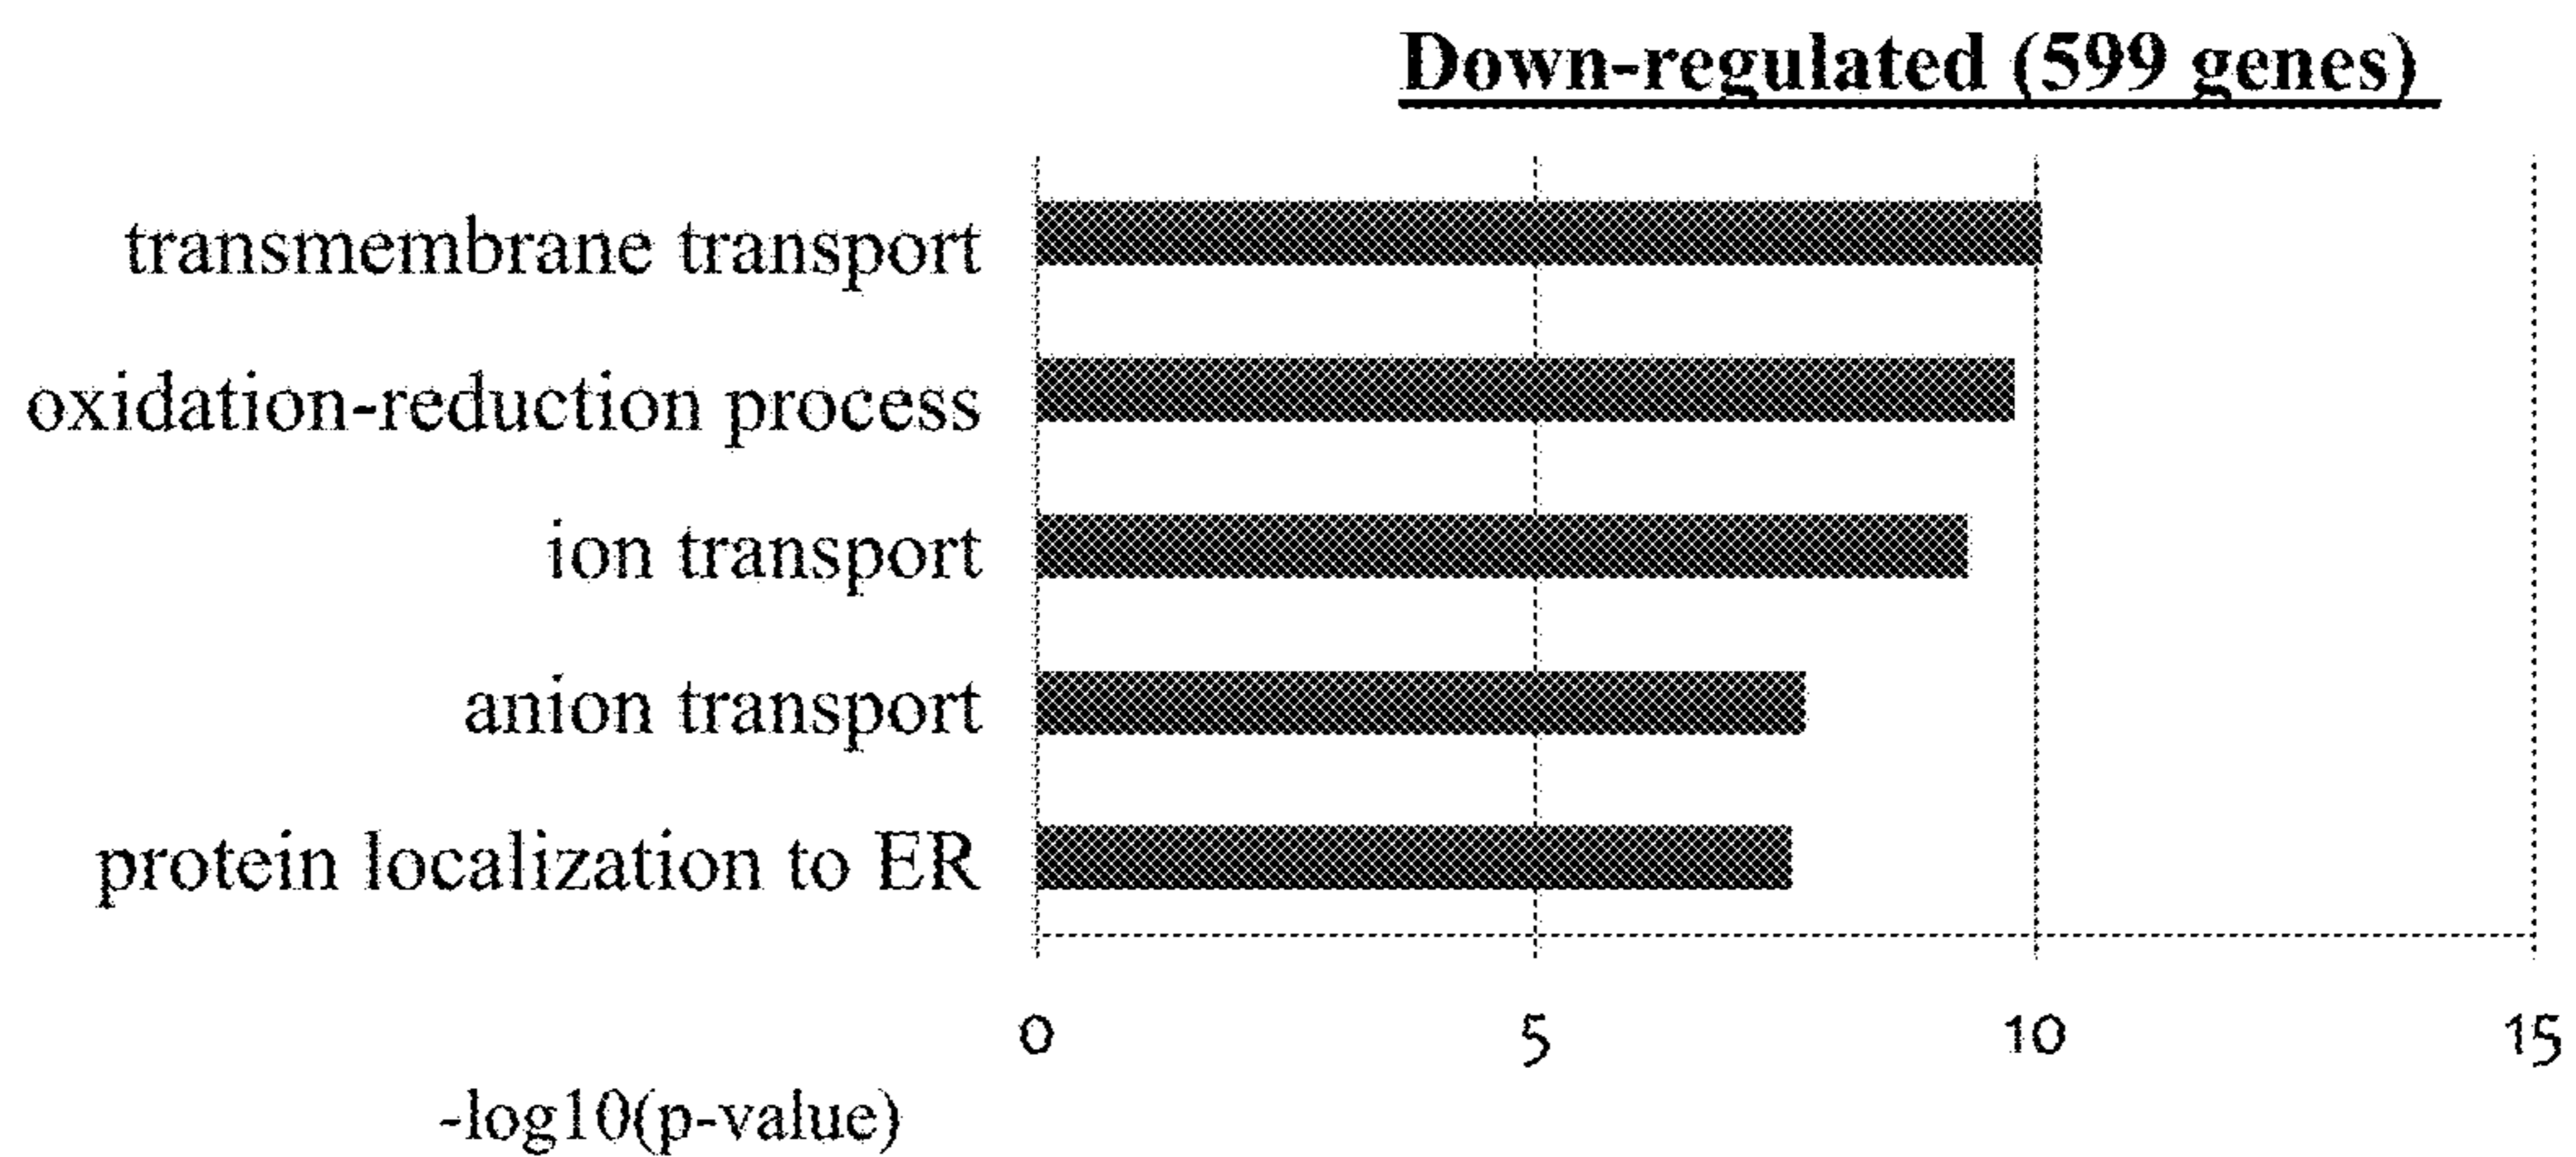 Down-regulated (599 genes)
transmembrane transport
oxidation-reduction process
ion transport
anion transport
protein localization to ER
0 5 10 15
-log10(p-value)